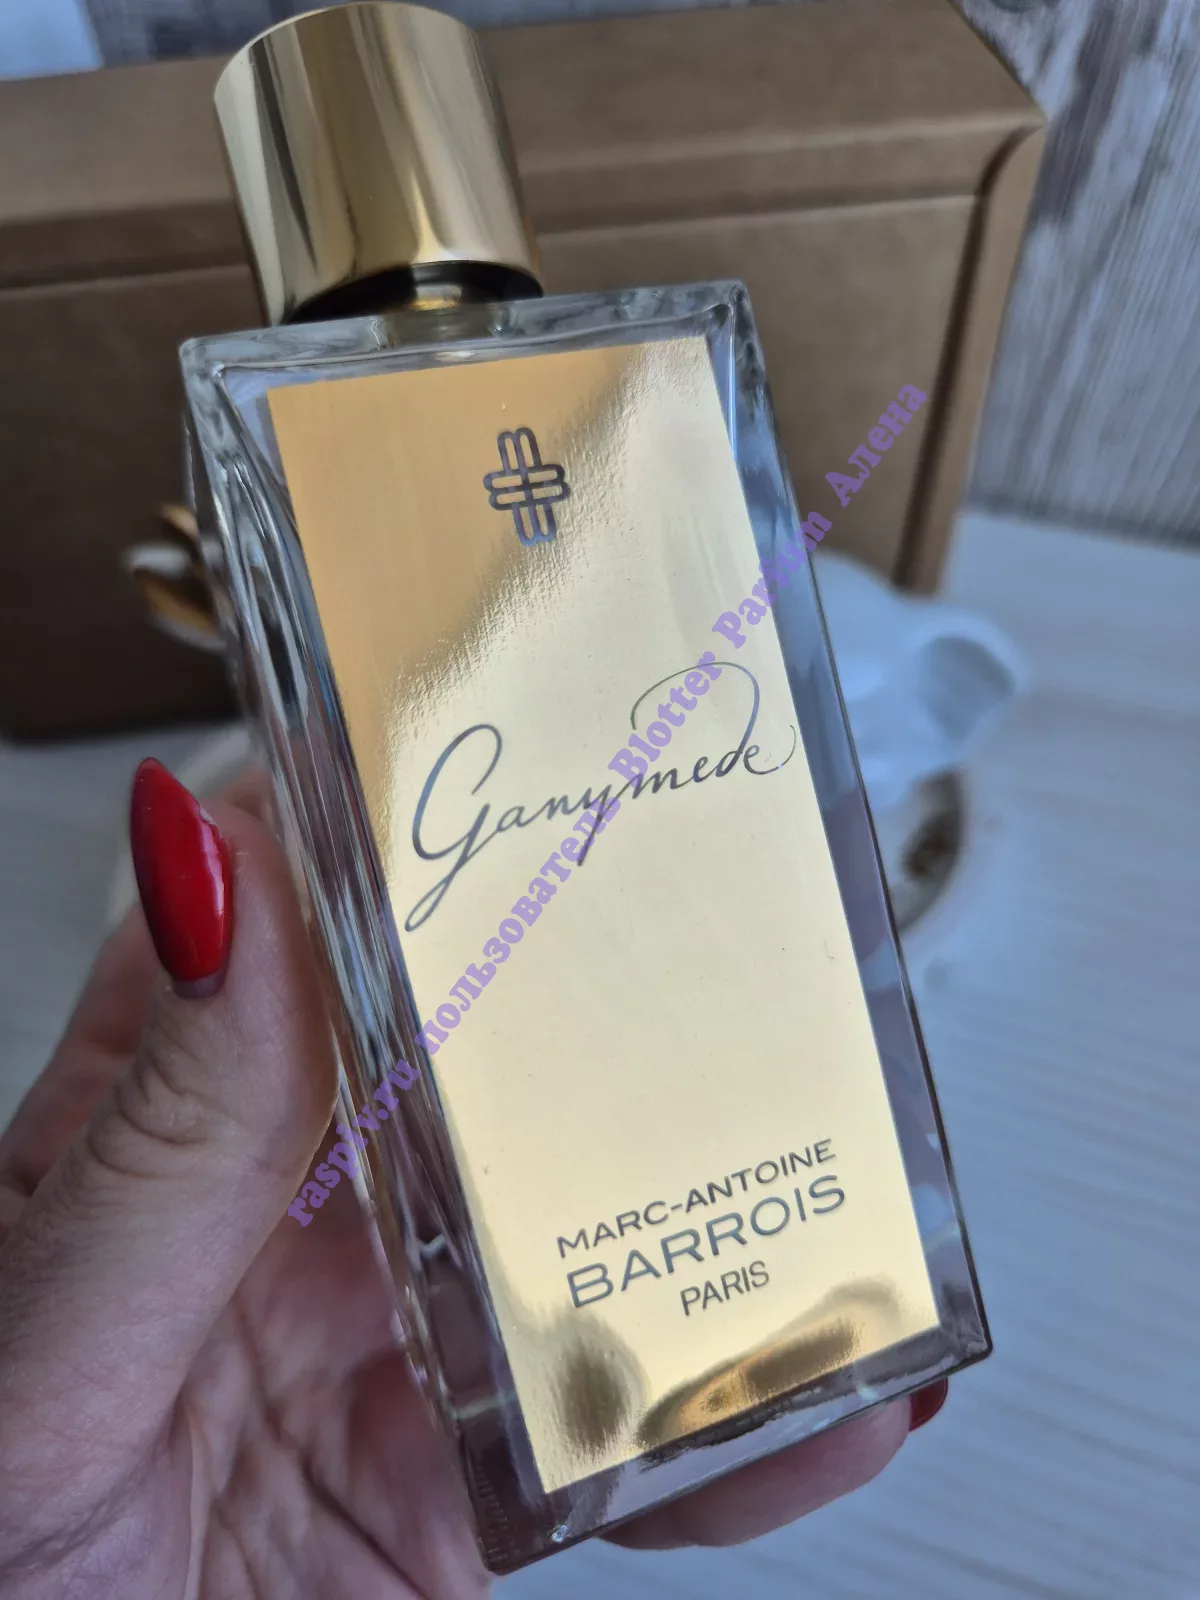 Ganymede
MARC-ANTOINE
BARROIS
PARIS
raspiv.ru пользователь Blotter Parfum Алена